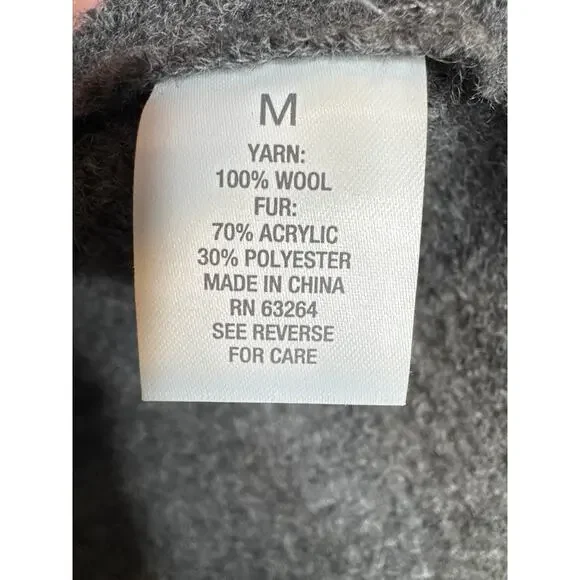 M
YARN:
100% WOOL
FUR:
70% ACRYLIC
30% POLYESTER
MADE IN CHINA
RN 63264
SEE REVERSE
FOR CARE